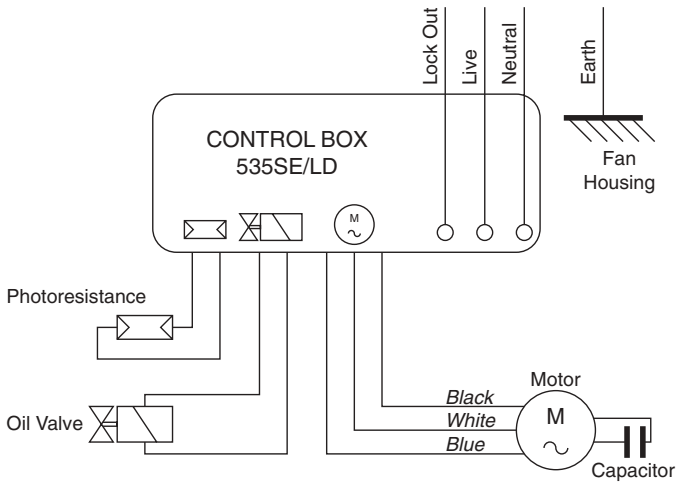 Lock Out
Live
Neutral
Earth
CONTROL BOX
535SE/LD
Fan
Housing
M
Photoresistance
Oil Valve
Black
White
Blue
Motor
M
Capacitor